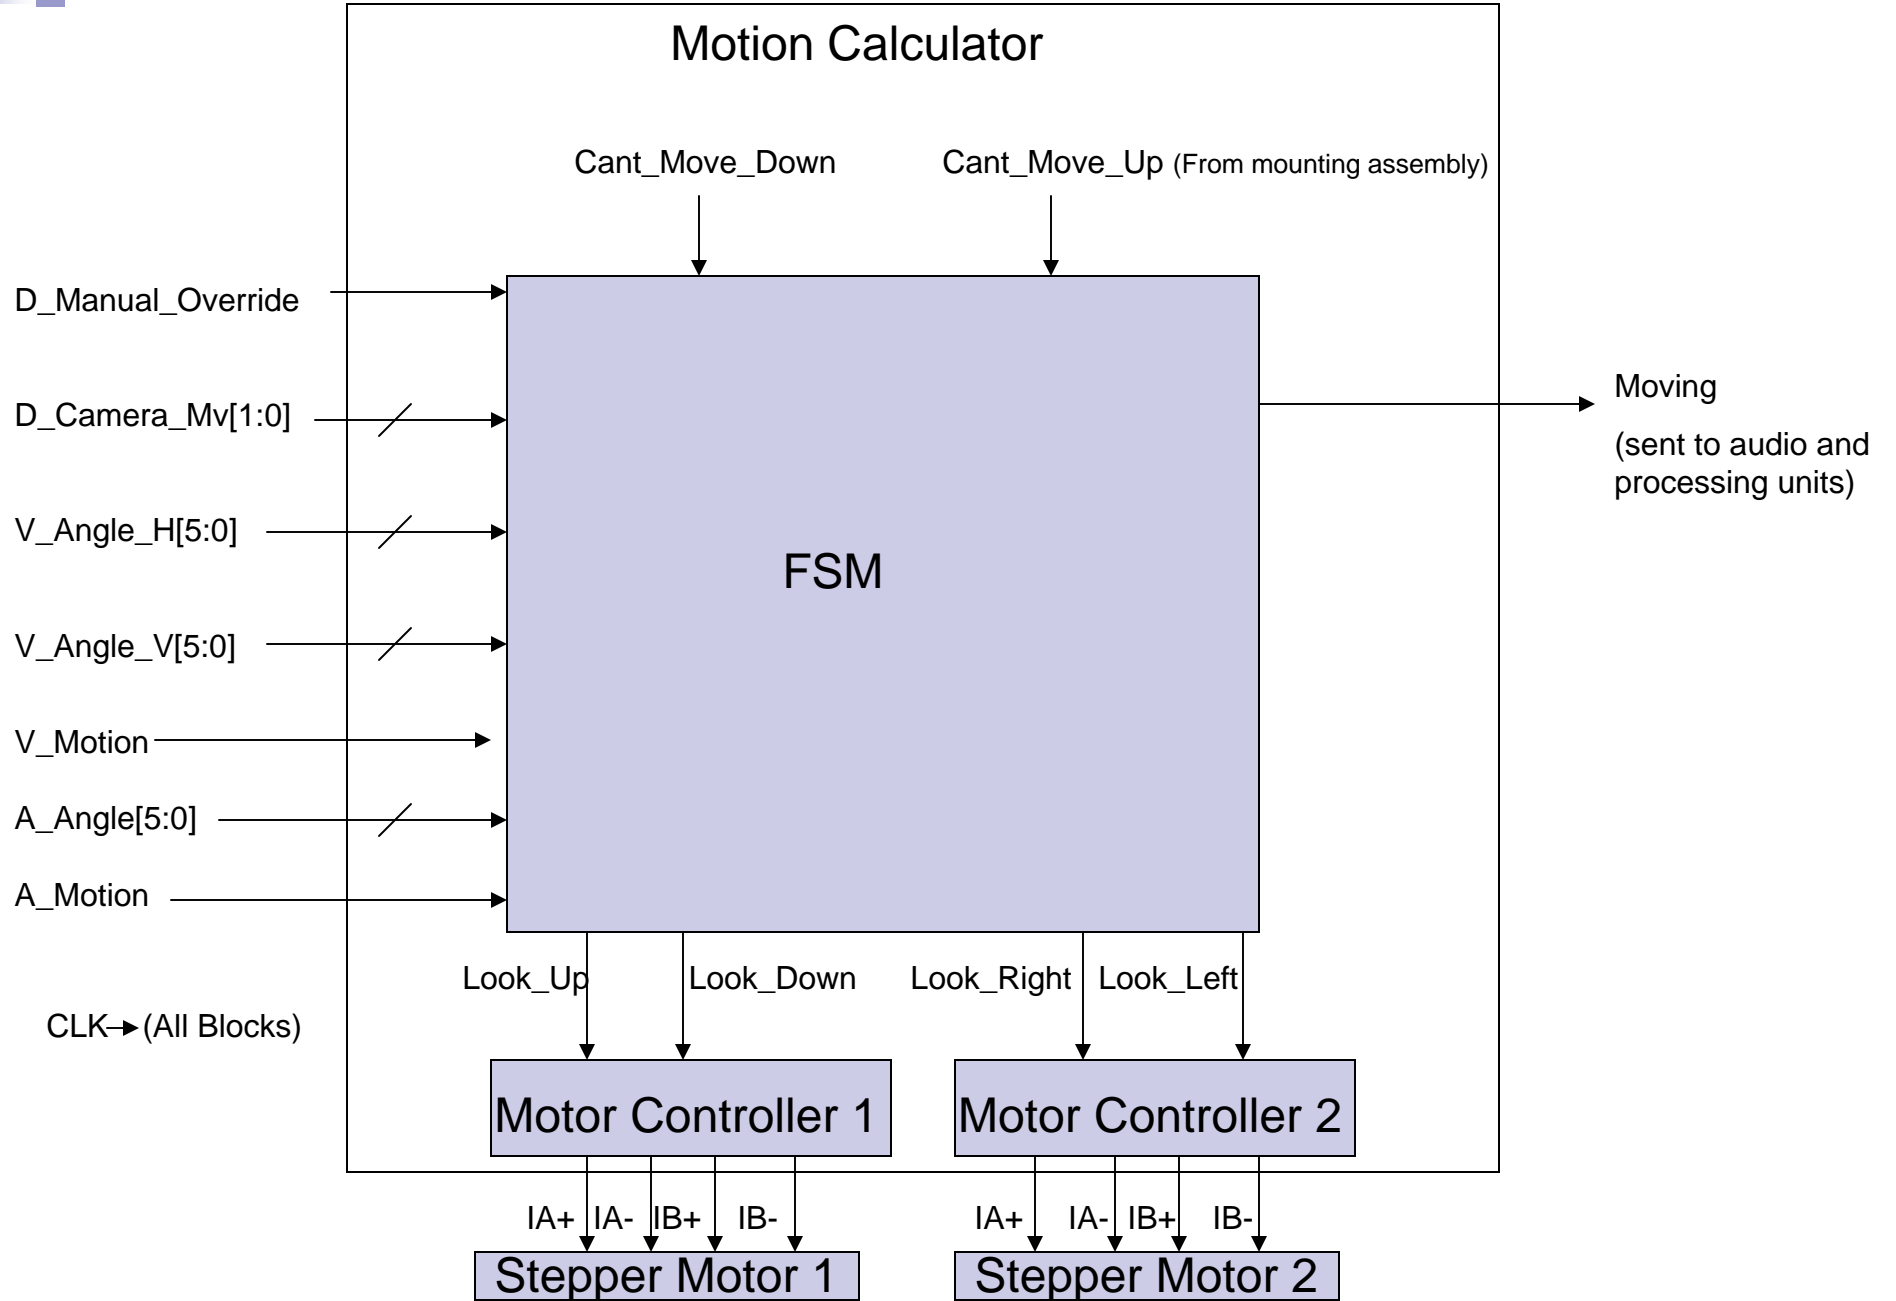 Motion Calculator
Cant_Move_Down
Cant_Move_Up (From mounting assembly)
D_Manual_Override
D_Camera_Mv[1:0]
V_Angle_H[5:0]
V_Angle_V[5:0]
V_Motion
A_Angle[5:0]
A_Motion
CLK (All Blocks)
FSM
Moving
(sent to audio and
processing units)
Look_Up
Look_Down
Look_Right
Look_Left
Motor Controller 1
Motor Controller 2
IA+ IA- IB+ IB-
IA+ IA- IB+ IB-
Stepper Motor 1
Stepper Motor 2